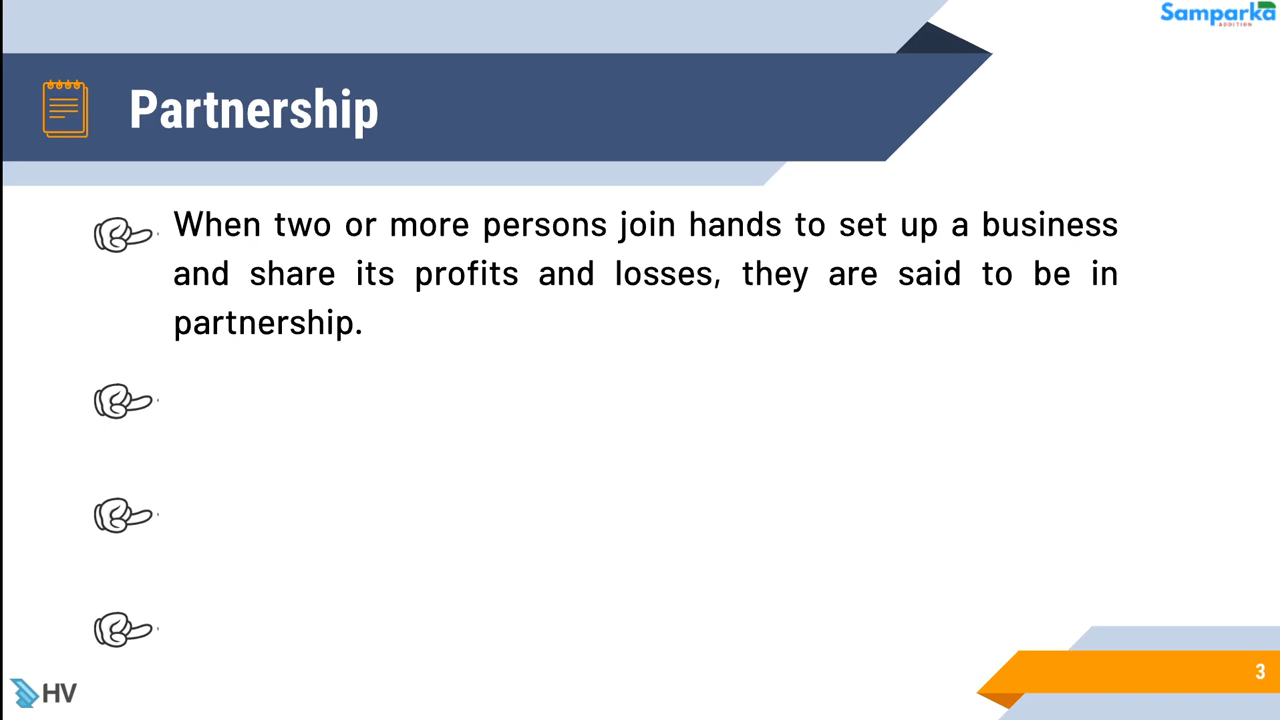 Samparka
ADDITION
Partnership
When two or more persons join hands to set up a business
and share its profits and losses, they are said to be in
partnership.
3
HV